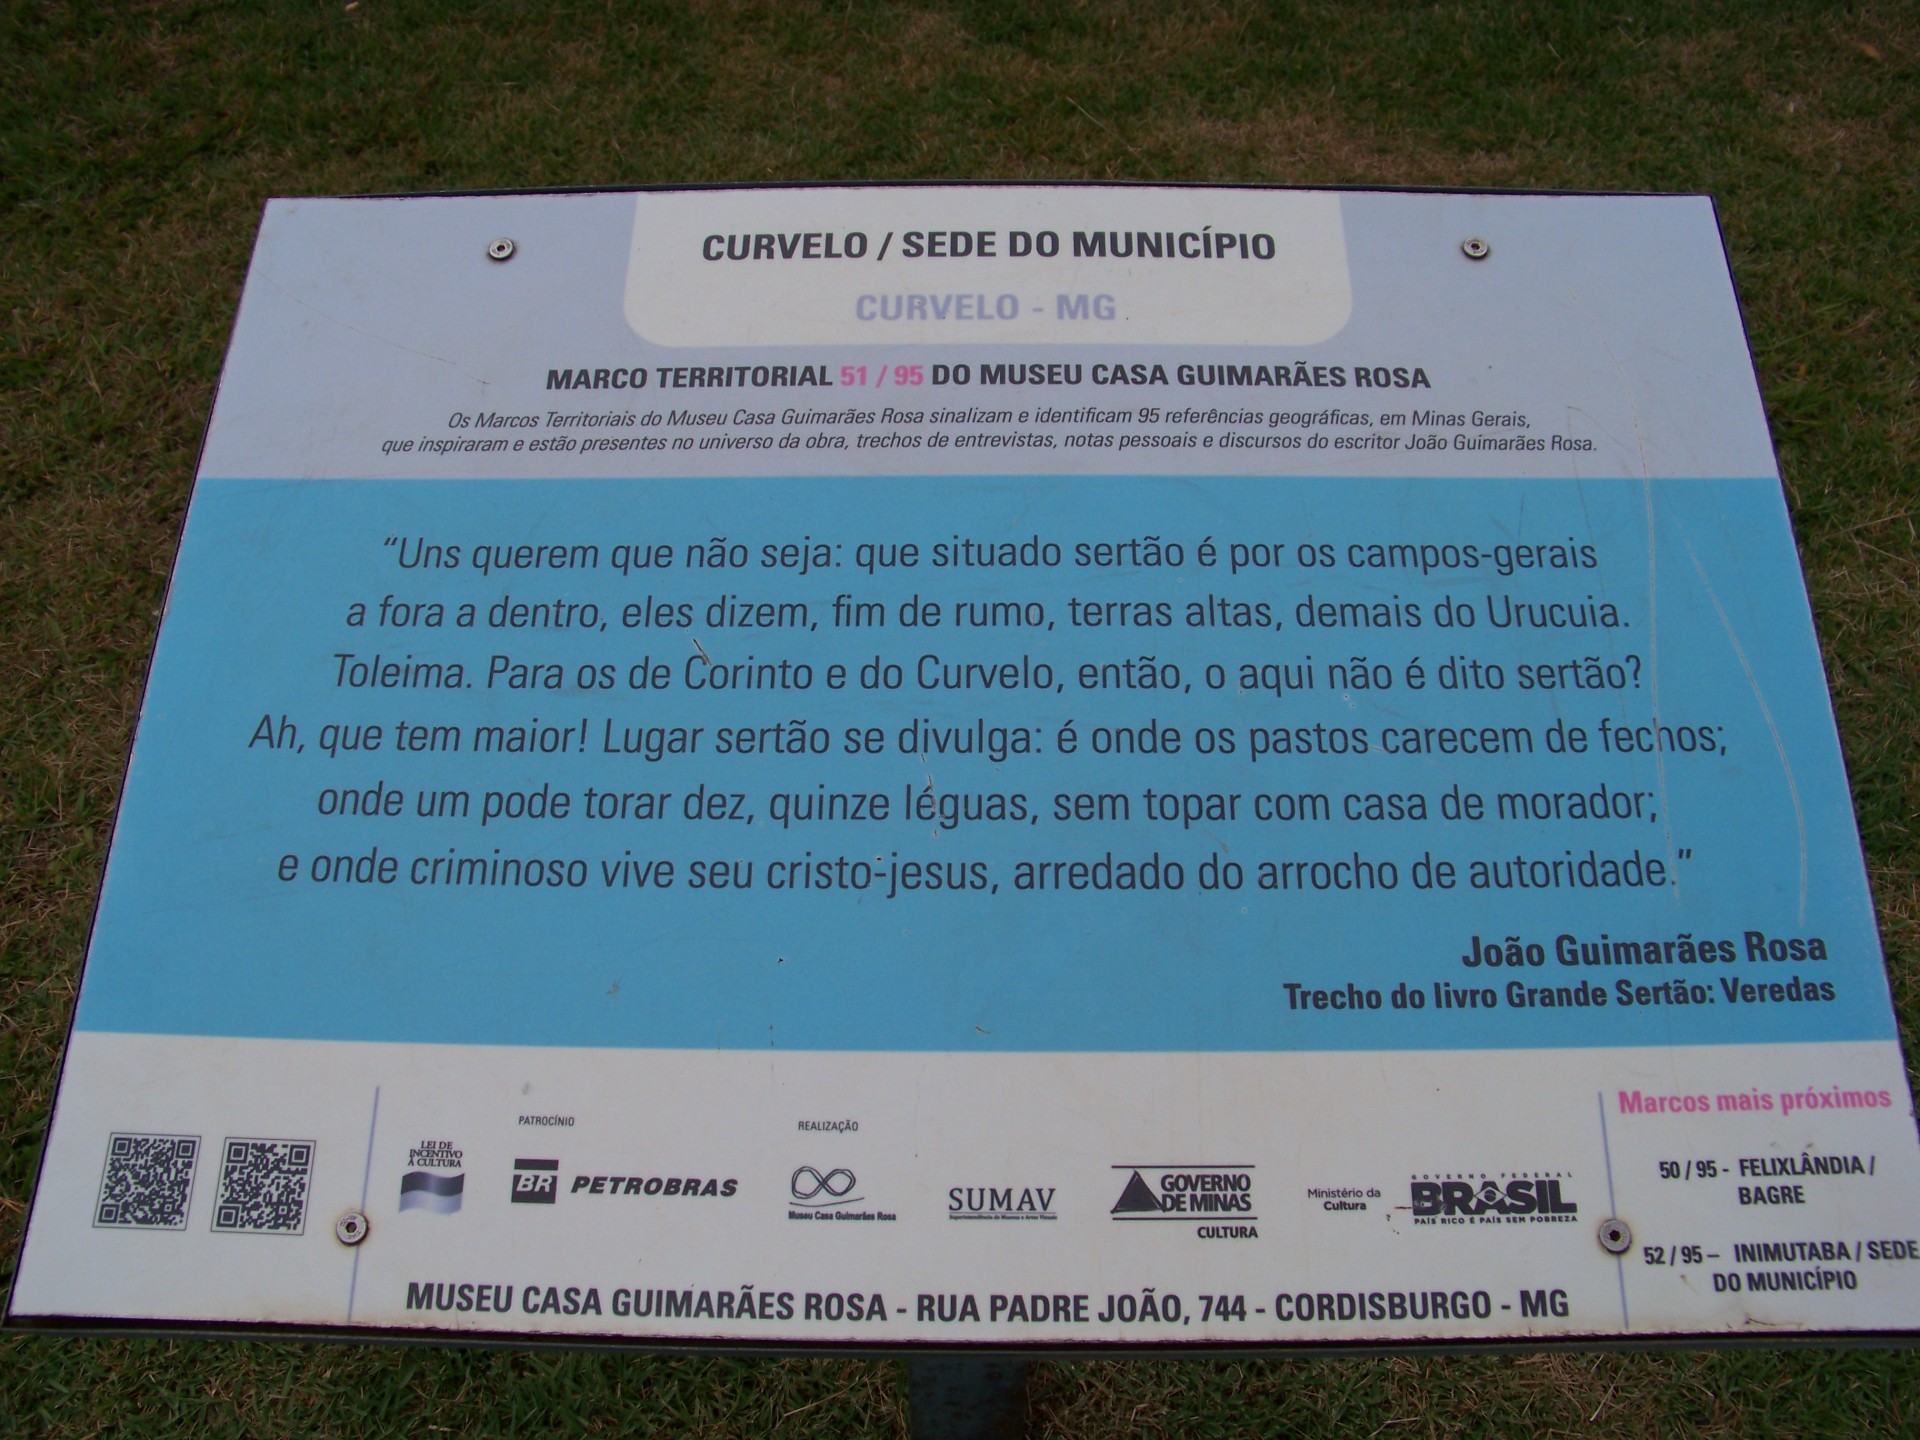 CURVELO / SEDE DO MUNICÍPIO
CURVELO - MG
MARCO TERRITORIAL 51 / 95 DO MUSEU CASA GUIMARÃES ROSA
Os Marcos Territoriais do Museu Casa Guimarães Rosa sinalizam e identificam 95 referências geográficas, em Minas Gerais,
que inspiraram e estão presentes no universo da obra, trechos de entrevistas, notas pessoais e discursos do escritor João Guimarães Rosa.
“Uns querem que não seja: que situado sertão é por os campos-gerais
a fora a dentro, eles dizem, fim de rumo, terras altas, demais do Urucuia.
Toleima. Para os de Corinto e do Curvelo, então, o aqui não é dito sertão?
Ah, que tem maior! Lugar sertão se divulga: é onde os pastos carecem de fechos;
onde um pode torar dez, quinze léguas, sem topar com casa de morador;
e onde criminoso vive seu cristo-jesus, arredado do arrocho de autoridade.”
João Guimarães Rosa
Trecho do livro Grande Sertão: Veredas
LEI DE
INCENTIVO
À CULTURA
PATROCÍNIO
BR PETROBRAS
REALIZAÇÃO
Museu Casa Guimarães Rosa
SUMAV
Superintendência de Museus e Artes Visuais
GOVERNO
DE MINAS
CULTURA
Ministério da
Cultura
GOVERNO FEDERAL
BRASIL
PAÍS RICO É PAÍS SEM POBREZA
Marcos mais próximos
50 / 95 - FELIXLÂNDIA /
BAGRE
52 / 95 – INIMUTABA / SEDE
DO MUNICÍPIO
MUSEU CASA GUIMARÃES ROSA - RUA PADRE JOÃO, 744 - CORDISBURGO - MG